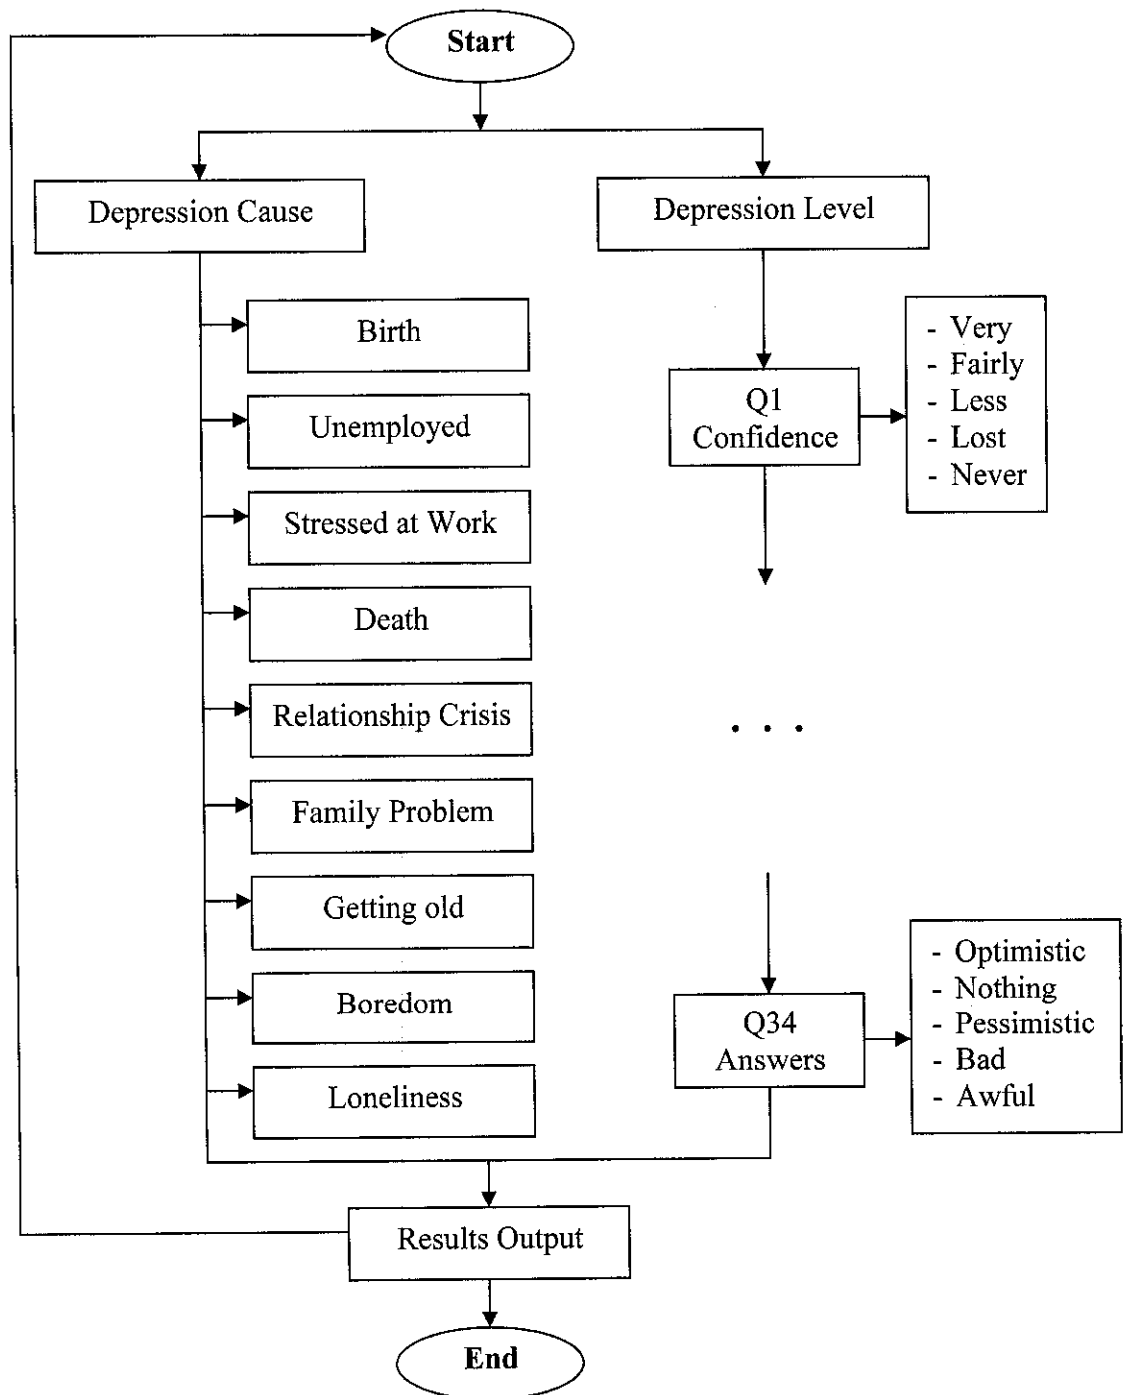 Start
Depression Cause
Depression Level
Birth
Unemployed
Stressed at Work
Death
Relationship Crisis
Family Problem
Getting old
Boredom
Loneliness
Q1
Confidence
- Very
- Fairly
- Less
- Lost
- Never
. . .
Q34
Answers
- Optimistic
- Nothing
- Pessimistic
- Bad
- Awful
Results Output
End